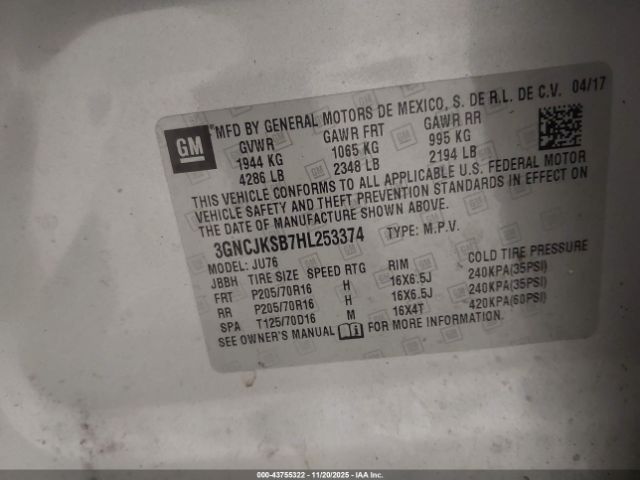 GM
®MFD BY GENERAL MOTORS DE MEXICO, S. DE R.L. DE C.V. 04/17
GVWR GAWR FRT GAWR RR
1944 KG 1065 KG 995 KG
4286 LB 2348 LB 2194 LB
THIS VEHICLE CONFORMS TO ALL APPLICABLE U.S. FEDERAL MOTOR
VEHICLE SAFETY AND THEFT PREVENTION STANDARDS IN EFFECT ON
THE DATE OF MANUFACTURE SHOWN ABOVE.
3GNCJKSB7HL253374 TYPE: M.P.V.
MODEL: JU76
JBBH TIRE SIZE SPEED RTG RIM COLD TIRE PRESSURE
FRT P205/70R16 H 16X6.5J 240KPA(35PSI)
RR P205/70R16 H 16X6.5J 240KPA(35PSI)
SPA T125/70D16 M 16X4T 420KPA(60PSI)
SEE OWNER'S MANUAL FOR MORE INFORMATION.
000-43755322 - 11/20/2025 - IAA Inc.